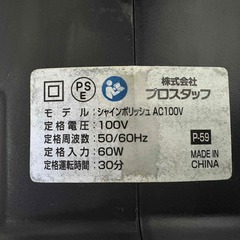 PS
E
株式会社
プロスタッフ
モデル：シャインポリッシュ AC100V
定格電圧：100V
定格周波数：50/60Hz
定格入力：60W
定格運転時間：30分
P-59
MADE IN
CHINA